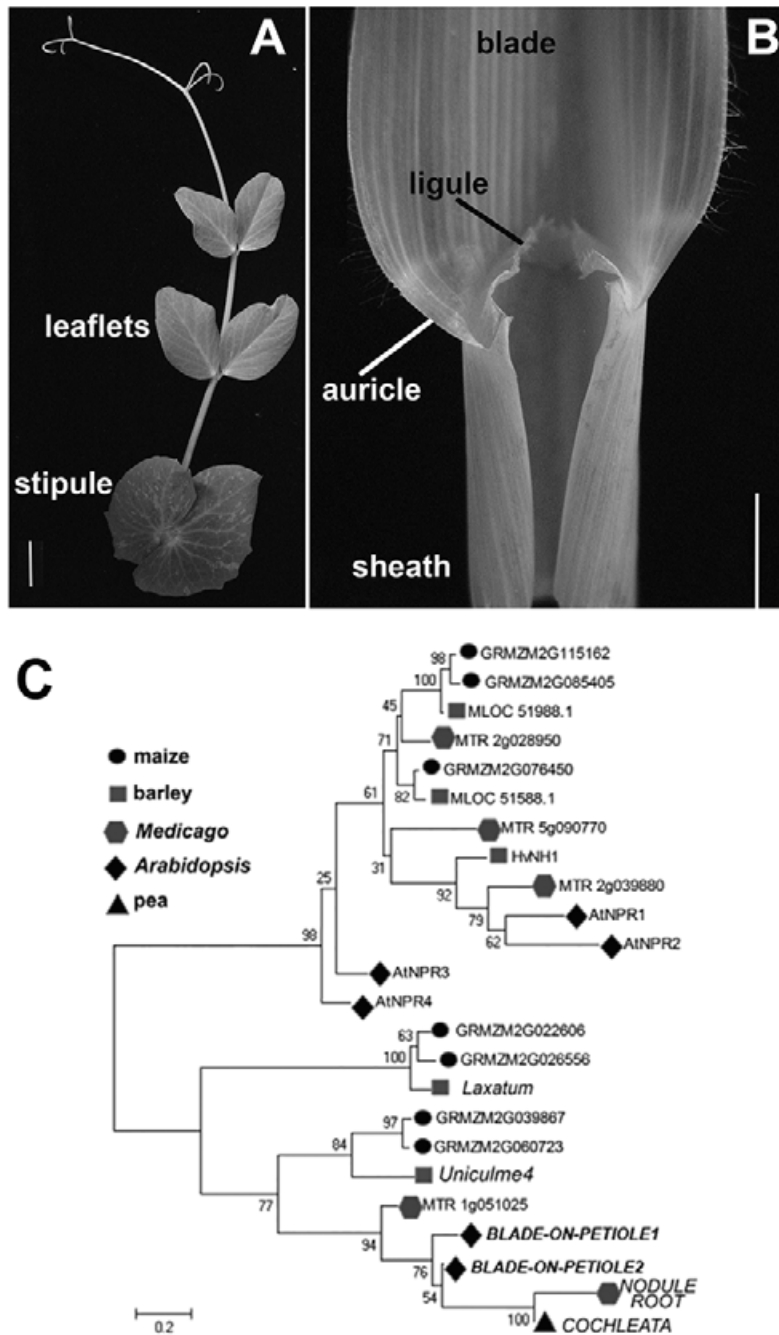 A
B
blade
ligule
leaflets
auricle
stipule
sheath
C
maize
barley
Medicago
Arabidopsis
pea
98
GRMZM2G115162
100
GRMZM2G085405
45
MLOC 51988.1
71
MTR 2g028950
GRMZM2G076450
61
82
MLOC 51588.1
MTR 5g090770
31
HvNH1
25
92
MTR 2g039880
79
AtNPR1
98
62
AtNPR2
AtNPR3
AtNPR4
63
GRMZM2G022606
100
GRMZM2G026556
Laxatum
97
GRMZM2G039867
84
GRMZM2G060723
Uniculme4
77
MTR 1g051025
94
BLADE-ON-PETIOLE1
76
BLADE-ON-PETIOLE2
54
NODULE
ROOT
100
COCHLEATA
0.2